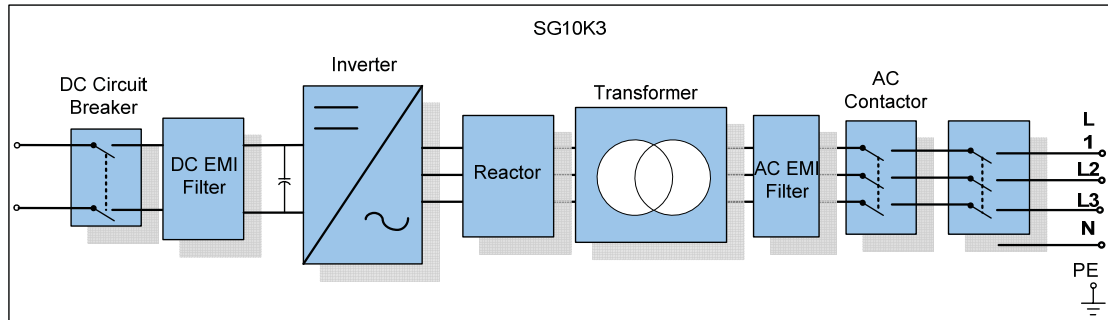 SG10K3
DC Circuit
Breaker
DC EMI
Filter
Inverter
Reactor
Transformer
AC EMI
Filter
AC
Contactor
L
1
L2
L3
N
PE